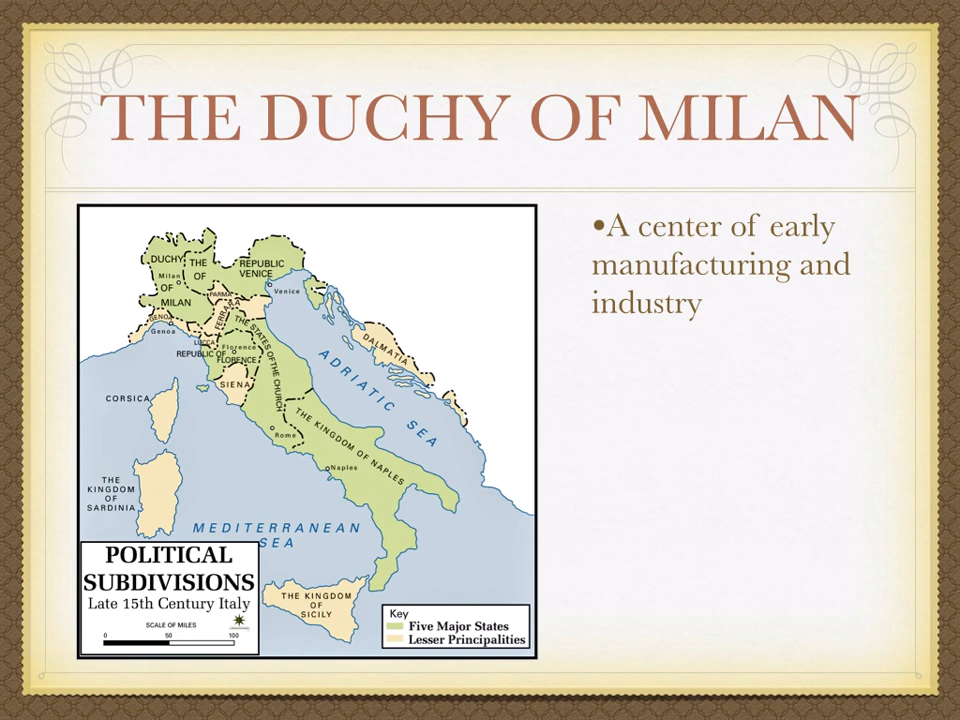 THE DUCHY OF MILAN
•A center of early
manufacturing and
industry
DUCHY
THE
OF
REPUBLIC
VENICE
Milan
OF
MILAN
Venice
PARMA
GENOA
Genoa
LUCCA
Florence
REPUBLIC OF
FLORENCE
THE STATES OF THE CHURCH
SIENA
DALMATIA
ADRIATIC SEA
CORSICA
Rome
THE KINGDOM OF NAPLES
Naples
THE
KINGDOM
OF
SARDINIA
MEDITERRANEAN
SEA
THE KINGDOM
OF
SICILY
POLITICAL
SUBDIVISIONS
Late 15th Century Italy
SCALE OF MILES
0 50 100
Key
Five Major States
Lesser Principalities